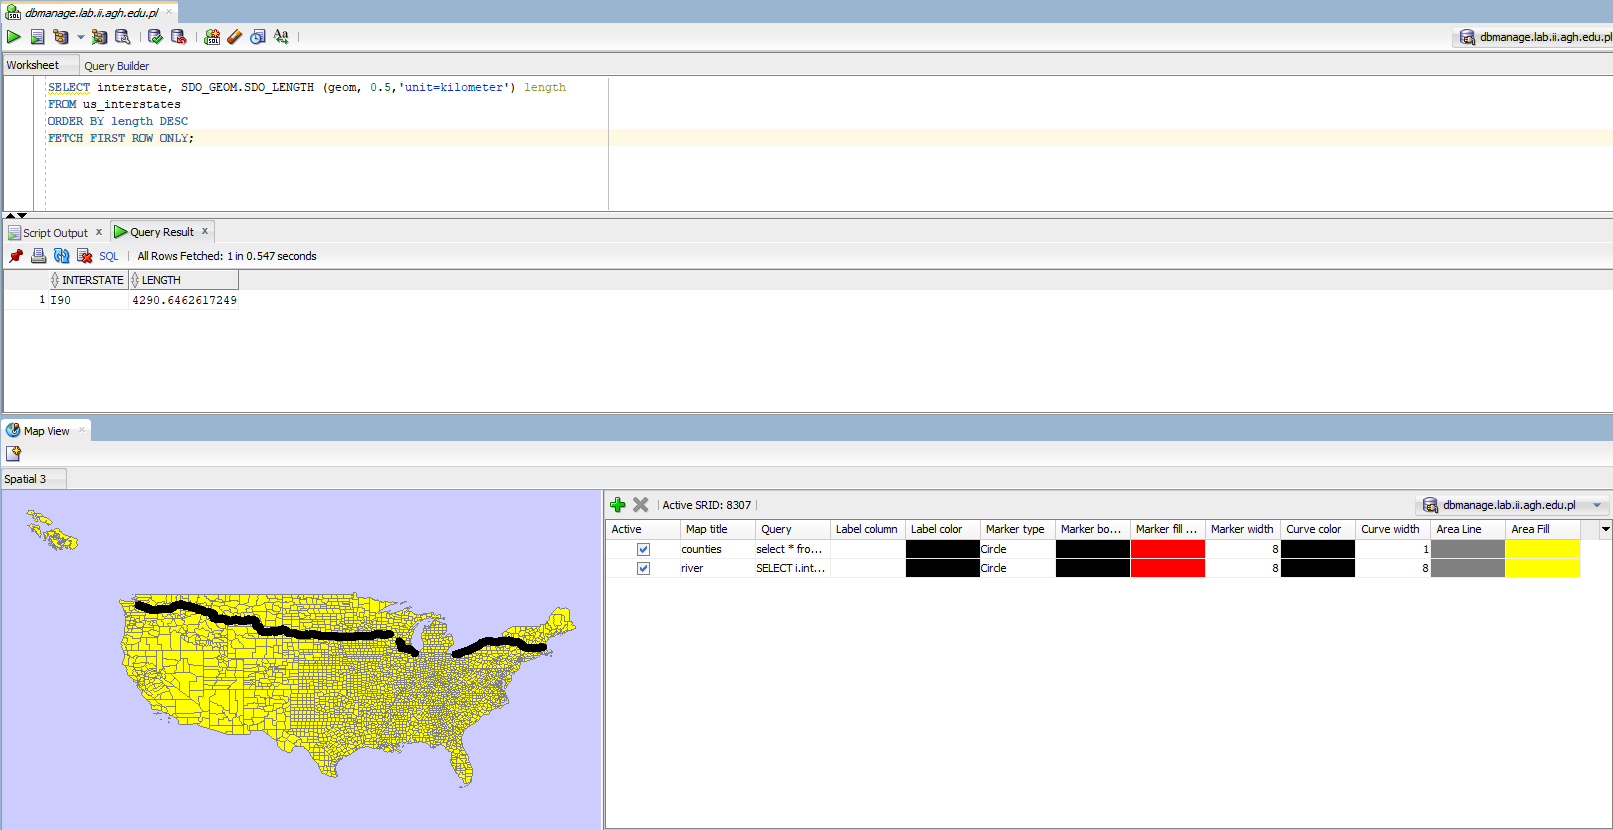 dbmanage.lab.ii.agh.edu.pl
dbmanage.lab.ii.agh.edu.pl
Worksheet Query Builder
SELECT interstate, SDO_GEOM.SDO_LENGTH (geom, 0.5,'unit=kilometer') length
FROM us_interstates
ORDER BY length DESC
FETCH FIRST ROW ONLY;
Script Output x Query Result x
SQL All Rows Fetched: 1 in 0.547 seconds
INTERSTATE LENGTH
1 I90 4290.6462617249
Map View
Spatial 3
Active SRID: 8307 dbmanage.lab.ii.agh.edu.pl
Active Map title Query Label column Label color Marker type Marker bo... Marker fill ... Marker width Curve color Curve width Area Line Area Fill
counties select * fro... Circle 8 1
river SELECT i.int... Circle 8 8